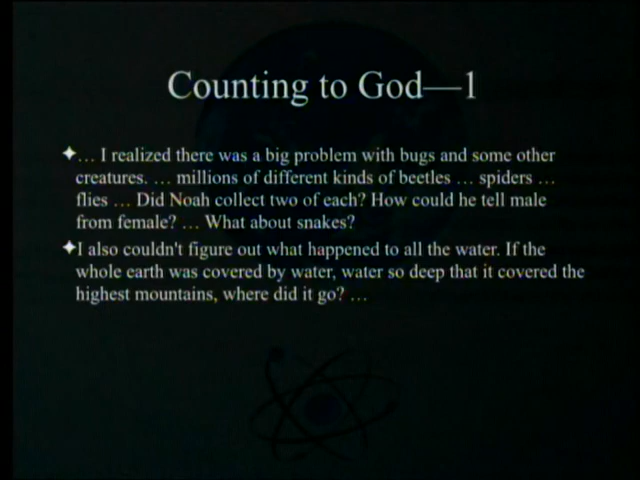 Counting to God—1
✦… I realized there was a big problem with bugs and some other
creatures. … millions of different kinds of beetles … spiders …
flies … Did Noah collect two of each? How could he tell male
from female? … What about snakes?
✦I also couldn't figure out what happened to all the water. If the
whole earth was covered by water, water so deep that it covered the
highest mountains, where did it go? …